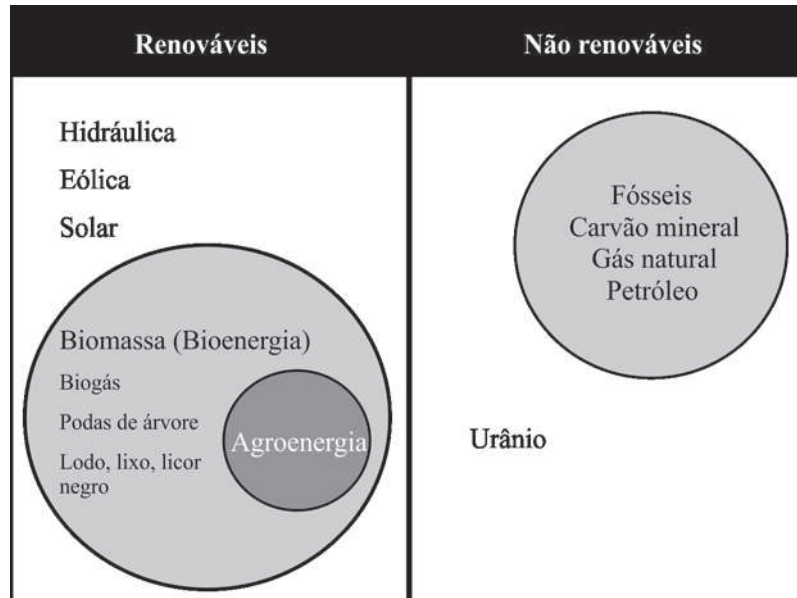 Renováveis
Não renováveis
Hidráulica
Eólica
Solar
Biomassa (Bioenergia)
Biogás
Podas de árvore
Lodo, lixo, licor
negro
Agroenergia
Fósseis
Carvão mineral
Gás natural
Petróleo
Urânio